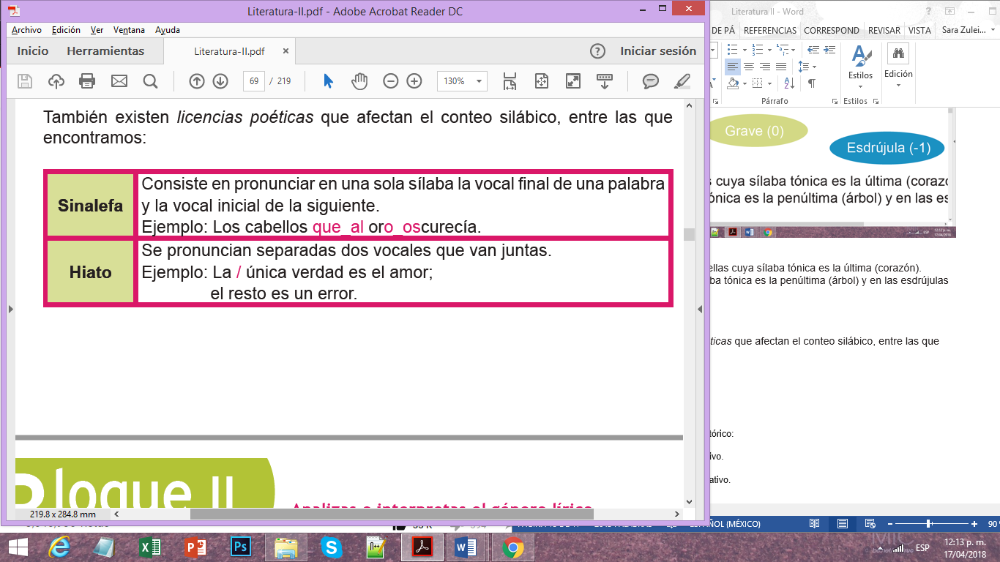 Literatura-II.pdf - Adobe Acrobat Reader DC
Archivo Edición Ver Ventana Ayuda
Inicio Herramientas Literatura-II.pdf × Iniciar sesión
69 / 219 130%
También existen licencias poéticas que afectan el conteo silábico, entre las que
encontramos:
Sinalefa
Consiste en pronunciar en una sola sílaba la vocal final de una palabra
y la vocal inicial de la siguiente.
Ejemplo: Los cabellos que_al oro_oscurecía.
Hiato
Se pronuncian separadas dos vocales que van juntas.
Ejemplo: La / única verdad es el amor;
el resto es un error.
Bloque II
Analizas e interpretas el género lírico
219.8 x 284.8 mm
Literatura II - Word
DE PÁ REFERENCIAS CORRESPOND REVISAR VISTA Sara Zulei...
Estilos Edición
Párrafo Estilos
Grave (0)
Esdrújula (-1)
s cuya sílaba tónica es la última (corazo
ónica es la penúltima (árbol) y en las es
17/04/2018
ellas cuya sílaba tónica es la última (corazón).
ba tónica es la penúltima (árbol) y en las esdrújulas
ticas que afectan el conteo silábico, entre las que
tórico:
ivo.
ativo.
ESPAÑOL (MÉXICO) 90
ESP 12:13 p. m.
17/04/2018